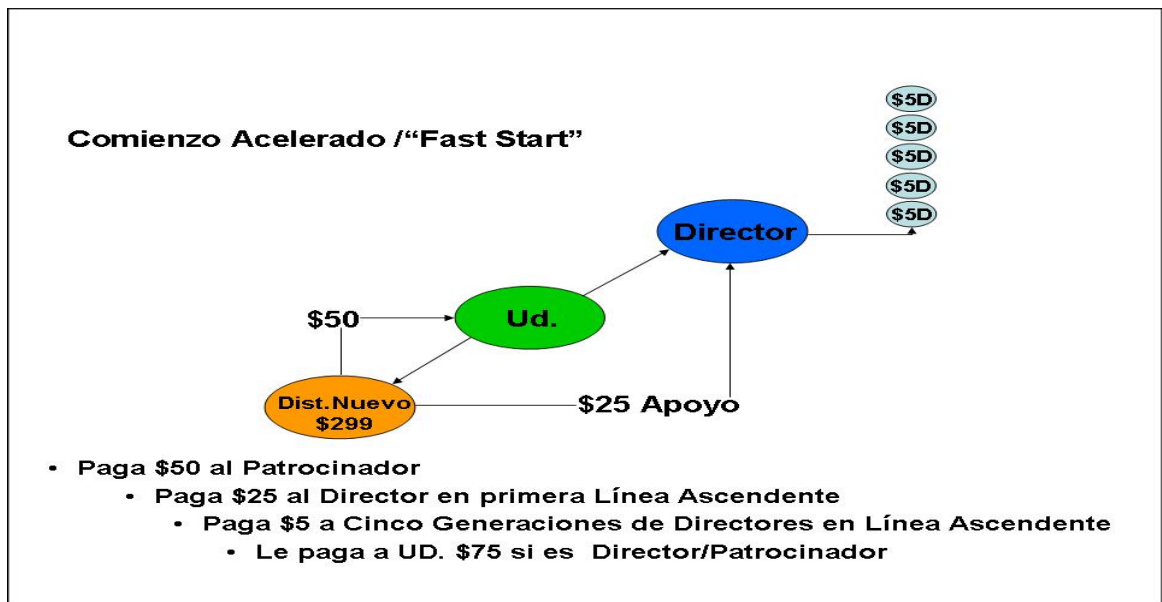 $5D
$5D
$5D
$5D
$5D
Comienzo Acelerado /“Fast Start”
Director
$50
Ud.
Dist.Nuevo
$299
$25 Apoyo
• Paga $50 al Patrocinador
• Paga $25 al Director en primera Línea Ascendente
• Paga $5 a Cinco Generaciones de Directores en Línea Ascendente
• Le paga a UD. $75 si es  Director/Patrocinador